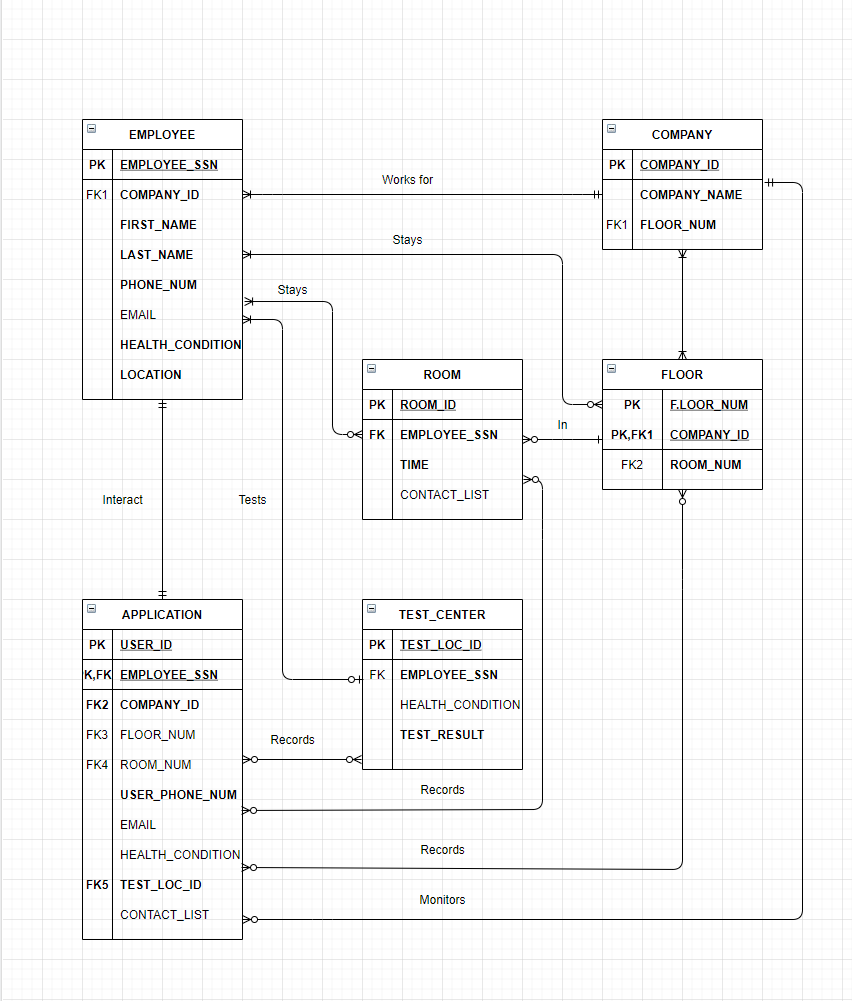 EMPLOYEE
PK EMPLOYEE_SSN
FK1 COMPANY_ID
FIRST_NAME
LAST_NAME
PHONE_NUM
EMAIL
HEALTH_CONDITION
LOCATION
COMPANY
PK COMPANY_ID
COMPANY_NAME
FK1 FLOOR_NUM
Works for
Stays
Stays
ROOM
PK ROOM_ID
FK EMPLOYEE_SSN
TIME
CONTACT_LIST
In
FLOOR
PK F.LOOR_NUM
PK,FK1 COMPANY_ID
FK2 ROOM_NUM
Interact
Tests
APPLICATION
PK USER_ID
K,FK EMPLOYEE_SSN
FK2 COMPANY_ID
FK3 FLOOR_NUM
FK4 ROOM_NUM
USER_PHONE_NUM
EMAIL
HEALTH_CONDITION
FK5 TEST_LOC_ID
CONTACT_LIST
TEST_CENTER
PK TEST_LOC_ID
FK EMPLOYEE_SSN
HEALTH_CONDITION
TEST_RESULT
Records
Records
Records
Monitors